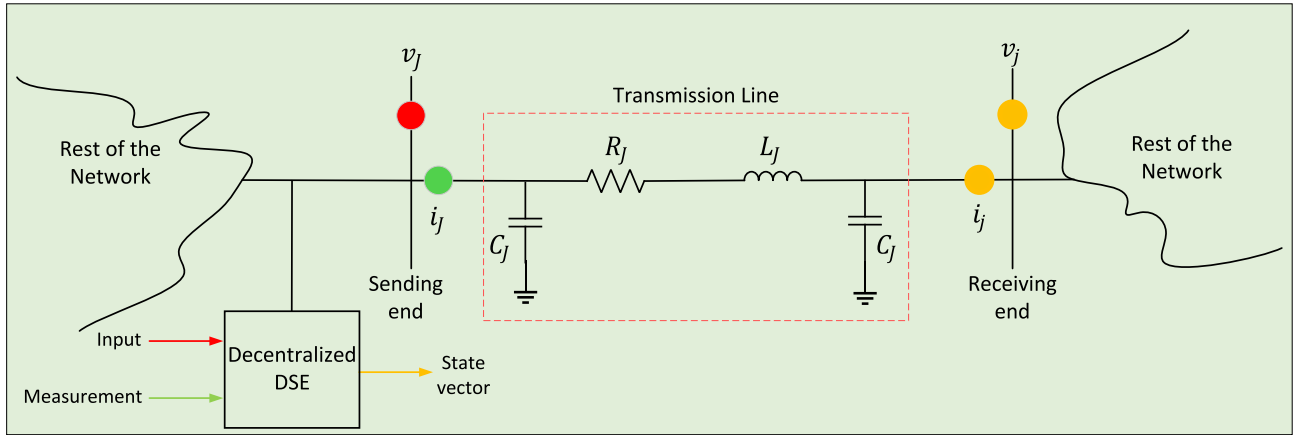 v_J
v_j
Transmission Line
Rest of the
Network
R_J
L_J
Rest of the
Network
i_J
i_j
C_J
C_J
Sending
end
Receiving
end
Input
Decentralized
DSE
State
vector
Measurement